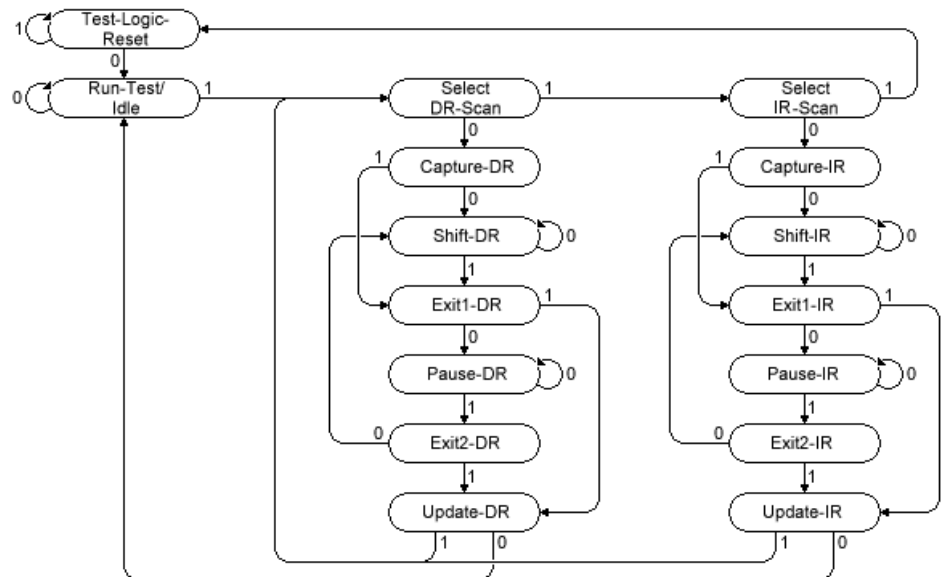 Test-Logic-
Reset
1
0
Run-Test/
Idle
0
1
Select
DR-Scan
1
0
Select
IR-Scan
1
0
Capture-DR
1
0
Capture-IR
1
0
Shift-DR
0
1
Shift-IR
0
1
Exit1-DR
1
0
Exit1-IR
1
0
Pause-DR
0
1
Pause-IR
0
1
Exit2-DR
0
1
Exit2-IR
0
1
Update-DR
1
0
Update-IR
1
0